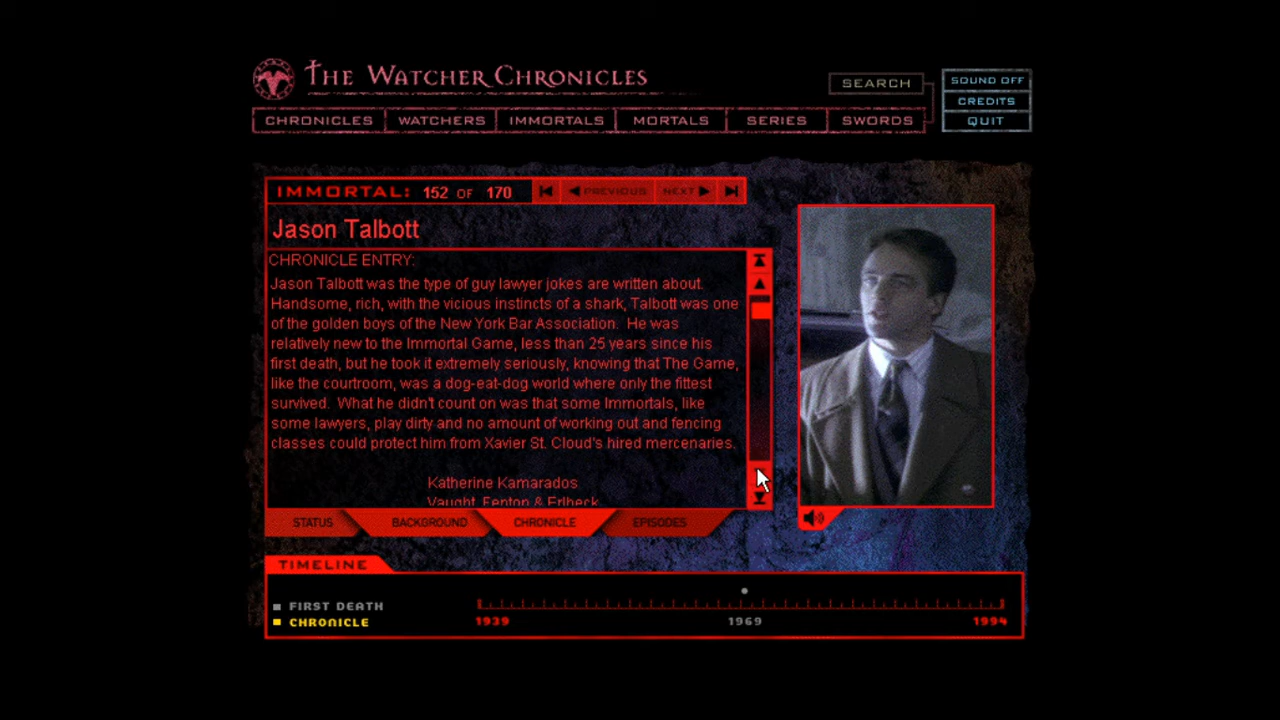 THE WATCHER CHRONICLES
SEARCH
SOUND OFF
CREDITS
QUIT
CHRONICLES WATCHERS IMMORTALS MORTALS SERIES SWORDS
IMMORTAL: 152 OF 170 PREVIOUS NEXT
Jason Talbott
CHRONICLE ENTRY:
Jason Talbott was the type of guy lawyer jokes are written about.
Handsome, rich, with the vicious instincts of a shark, Talbott was one
of the golden boys of the New York Bar Association. He was
relatively new to the Immortal Game, less than 25 years since his
first death, but he took it extremely seriously, knowing that The Game,
like the courtroom, was a dog-eat-dog world where only the fittest
survived. What he didn't count on was that some Immortals, like
some lawyers, play dirty and no amount of working out and fencing
classes could protect him from Xavier St. Cloud's hired mercenaries.
Katherine Kamarados
Vaught, Fenton & Erlbeck
STATUS BACKGROUND CHRONICLE EPISODES
TIMELINE
FIRST DEATH
CHRONICLE
1939 1969 1994